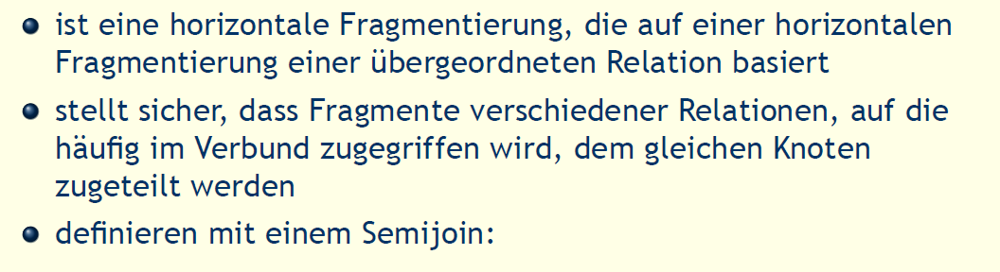 ist eine horizontale Fragmentierung, die auf einer horizontalen
Fragmentierung einer übergeordneten Relation basiert
stellt sicher, dass Fragmente verschiedener Relationen, auf die
häufig im Verbund zugegriffen wird, dem gleichen Knoten
zugeteilt werden
definieren mit einem Semijoin: